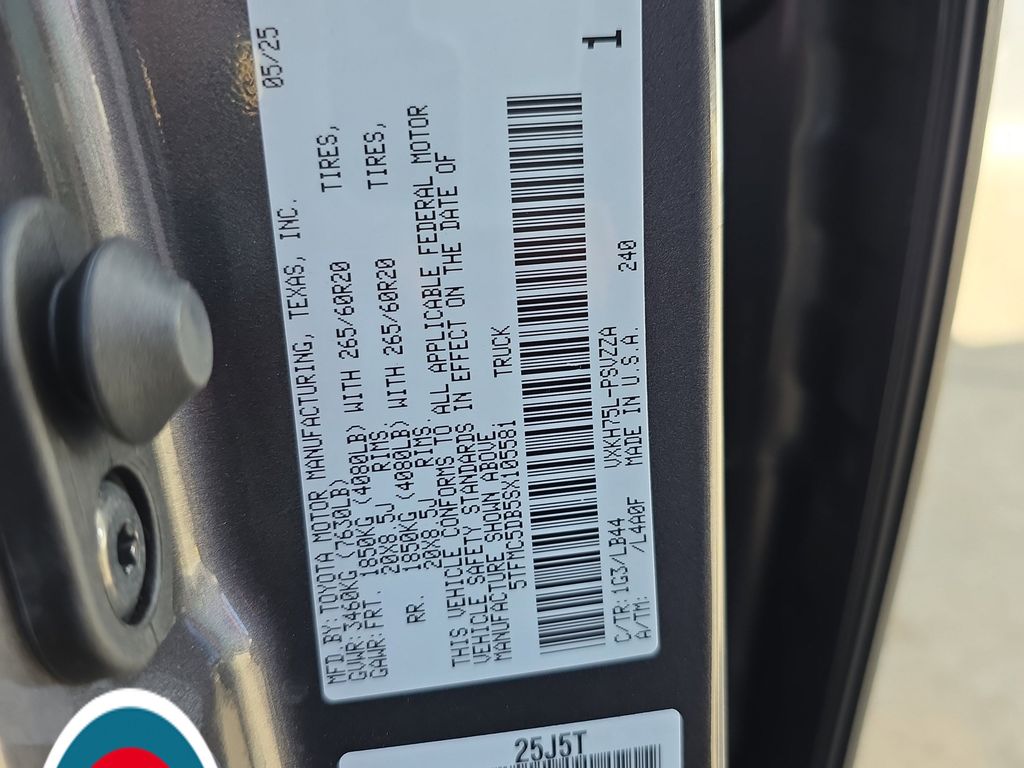 MFD.BY:TOYOTA MOTOR MANUFACTURING, TEXAS, INC. 05/25
GVWR:3460KG (7630LB)
GAWR:FRT. 1850KG (4080LB) WITH 265/60R20 TIRES,
20X8.5J RIMS.
RR. 1850KG (4080LB) WITH 265/60R20 TIRES,
20X8.5J RIMS.
THIS VEHICLE CONFORMS TO ALL APPLICABLE FEDERAL MOTOR
VEHICLE SAFETY STANDARDS IN EFFECT ON THE DATE OF
MANUFACTURE SHOWN ABOVE
5TFMC5DB5SX105581 TRUCK
C/TR:1G3/LB44 VXKH75L-PSVZZA 240
A/TM: /L4A0F MADE IN U.S.A.
1
25J5T